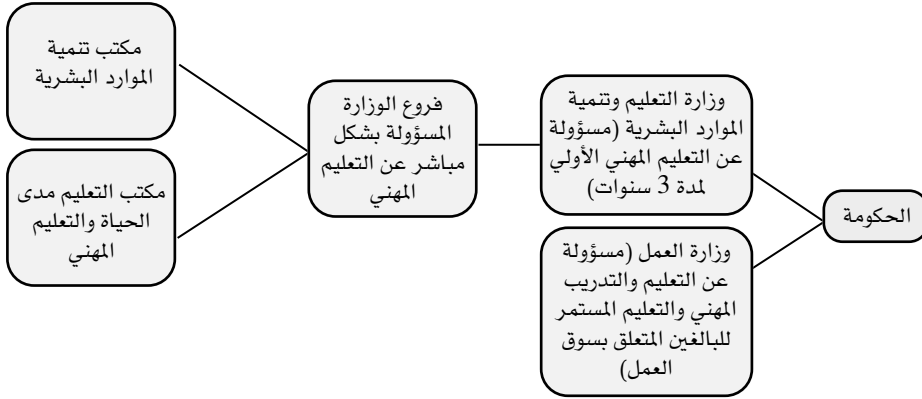 الحكومة
وزارة التعليم وتنمية
الموارد البشرية (مسؤولة
عن التعليم المهني الأولي
لمدة 3 سنوات)
وزارة العمل (مسؤولة
عن التعليم والتدريب
المهني والتعليم المستمر
للبالغين المتعلق بسوق
العمل)
فروع الوزارة
المسؤولة بشكل
مباشر عن التعليم
المهني
مكتب تنمية
الموارد البشرية
مكتب التعليم مدى
الحياة والتعليم
المهني